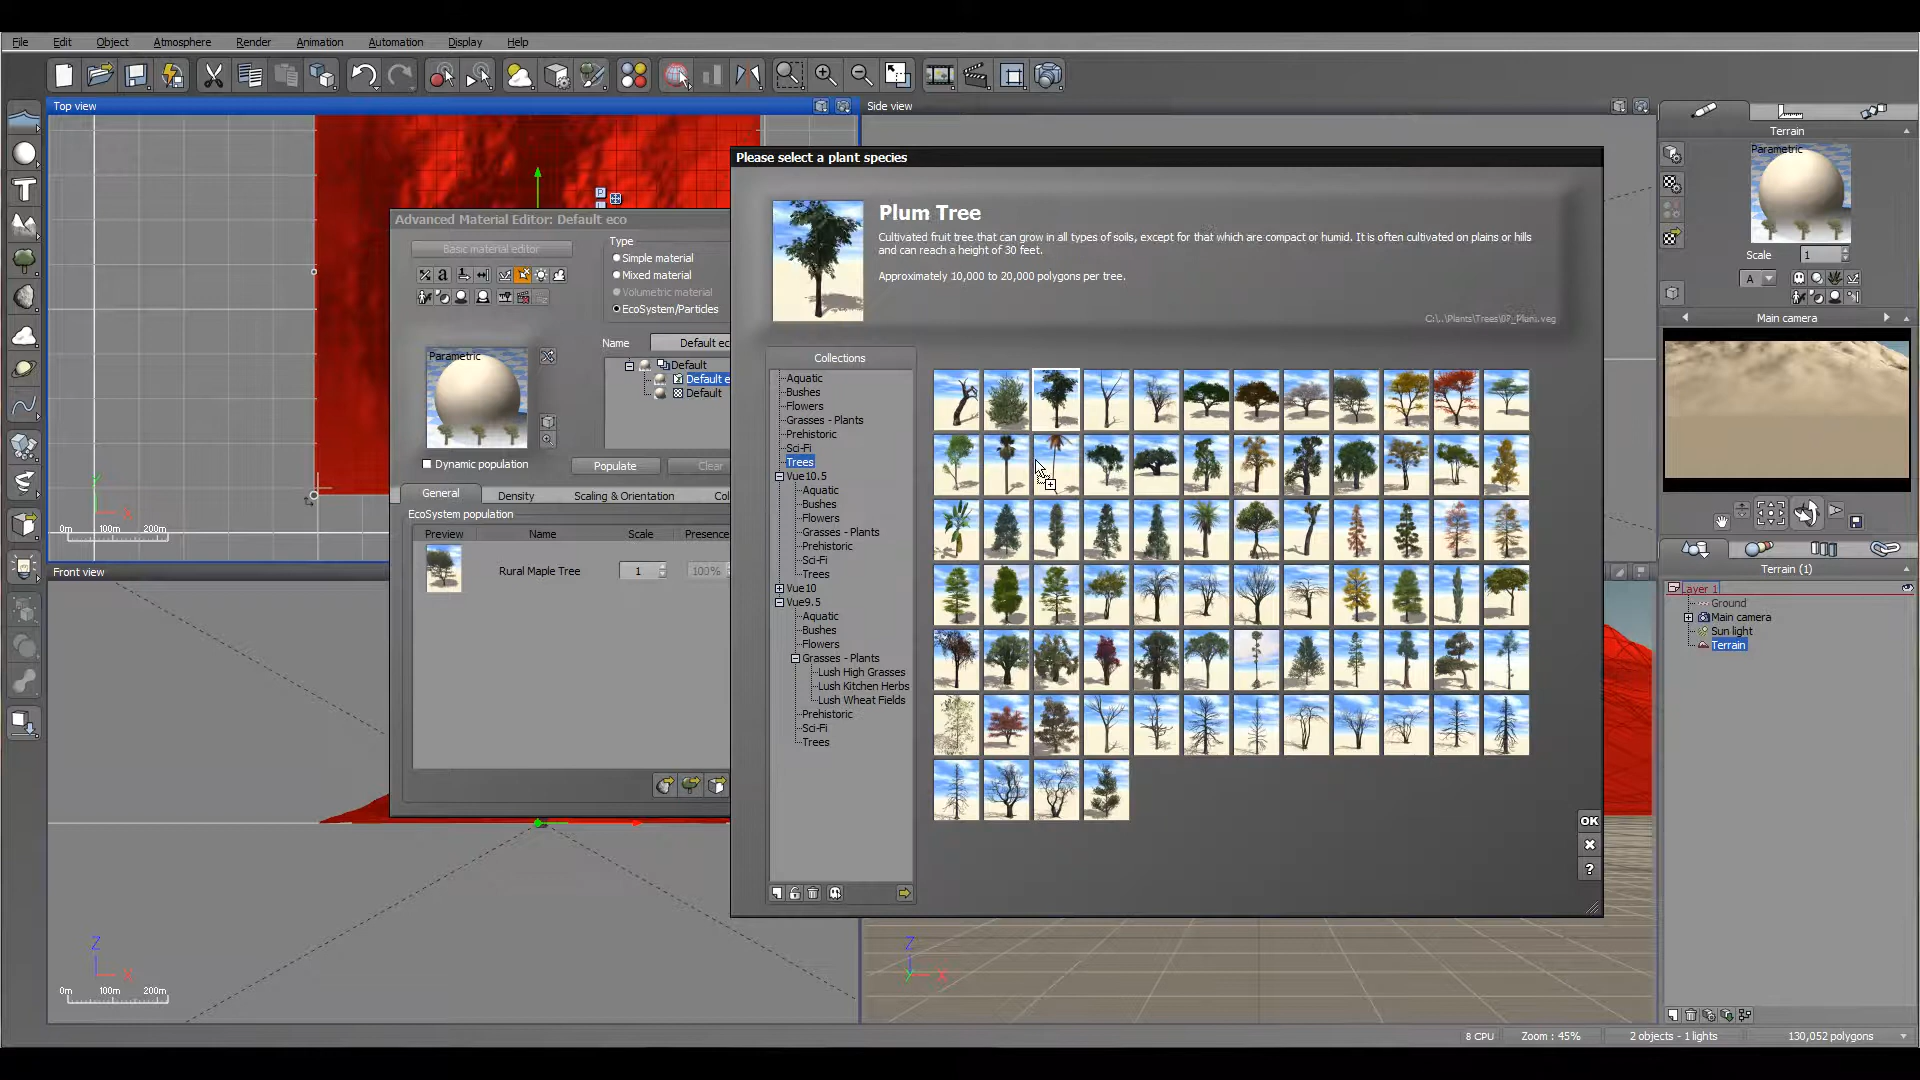 File Edit Object Atmosphere Render Animation Automation Display Help
Top view
Side view
Please select a plant species
Plum Tree
Cultivated fruit tree that can grow in all types of soils, except for that which are compact or humid. It is often cultivated on plains or hills
and can reach a height of 30 feet.
Approximately 10,000 to 20,000 polygons per tree.
Collections
Aquatic
Bushes
Flowers
Grasses - Plants
Prehistoric
Sci-Fi
Trees
Vue10.5
Aquatic
Bushes
Flowers
Grasses - Plants
Prehistoric
Sci-Fi
Trees
Vue10
Vue9.5
Aquatic
Bushes
Flowers
Grasses - Plants
Lush High Grasses
Lush Kitchen Herbs
Lush Wheat Fields
Prehistoric
Sci-Fi
Trees
OK
?
Advanced Material Editor: Default eco
Basic material editor
Type
Simple material
Mixed material
Volumetric material
EcoSystem/Particles
Name Default ec
Parametric
Default
Default e
Default
Dynamic population
Populate
Clear
General Density Scaling & Orientation Col
EcoSystem population
Preview Name Scale Presence
Rural Maple Tree 1 100%
0m 100m 200m
Front view
Z
X
0m 100m 200m
Z
Y X
Terrain
Parametric
Scale 1
A
Main camera
Terrain (1)
Layer 1
Ground
Main camera
Sun light
Terrain
8 CPU Zoom : 45% 2 objects - 1 lights 130,052 polygons